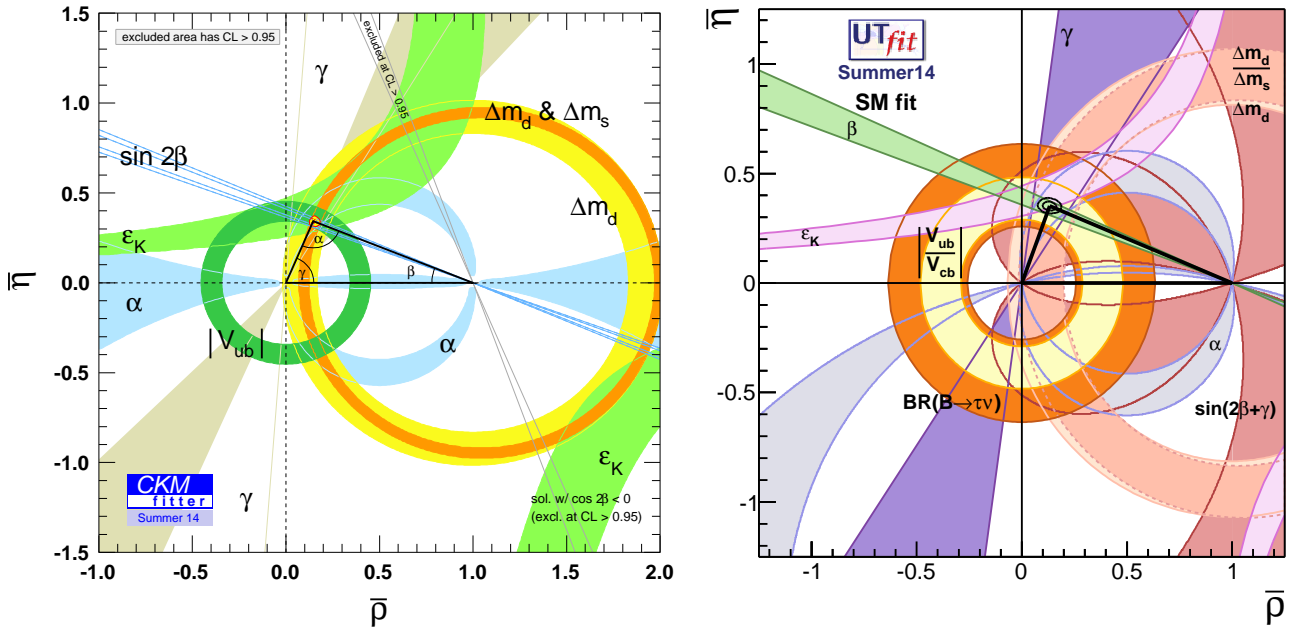 excluded area has CL > 0.95
excluded at CL > 0.95
γ
Δm_d & Δm_s
sin 2β
Δm_d
ε_K
α
γ
β
α
α
|V_ub|
ε_K
γ
sol. w/ cos 2β < 0
(excl. at CL > 0.95)
CKM
fitter
Summer 14
1.5
1.0
0.5
0.0
-0.5
-1.0
-1.5
-1.0
-0.5
0.0
0.5
1.0
1.5
2.0
η̅
ρ̅
UTfit
Summer14
SM fit
γ
Δm_d
Δm_s
Δm_d
β
ε_K
|V_ub
V_cb|
α
BR(B→τν)
sin(2β+γ)
1
0.5
0
-0.5
-1
-1
-0.5
0
0.5
1
η̅
ρ̅